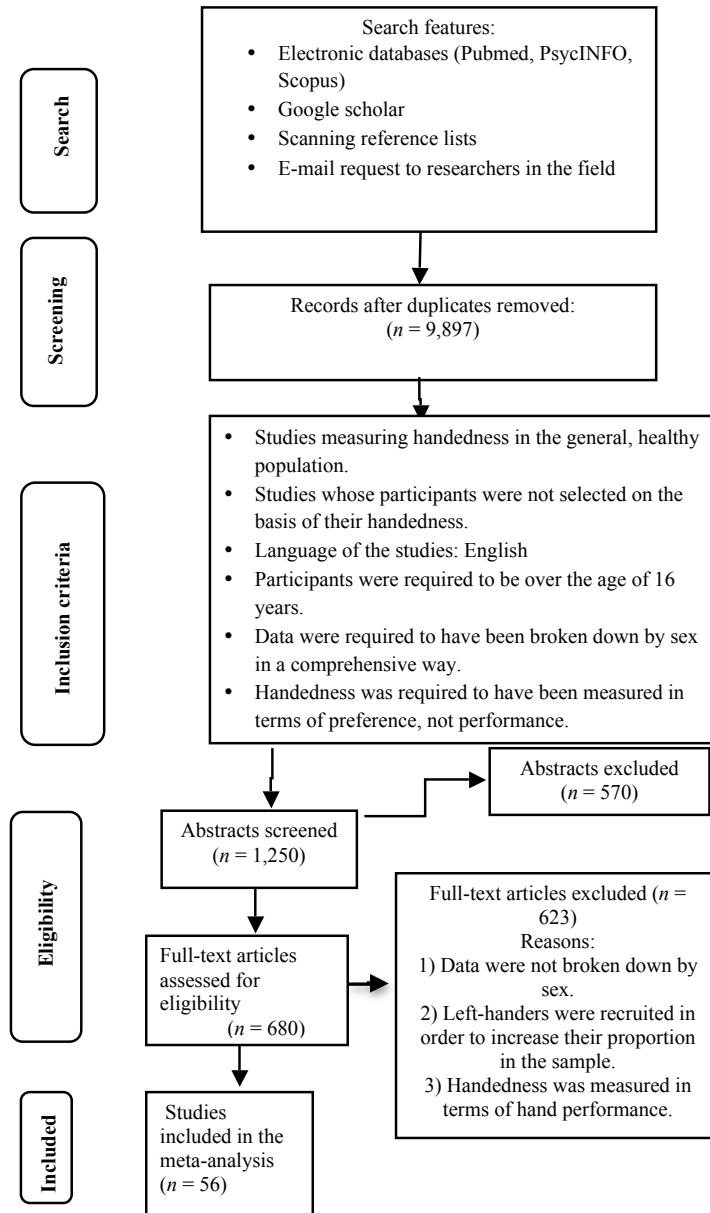 Search
Search features:
• Electronic databases (Pubmed, PsycINFO,
Scopus)
• Google scholar
• Scanning reference lists
• E-mail request to researchers in the field
Screening
Records after duplicates removed:
(n = 9,897)
Inclusion criteria
• Studies measuring handedness in the general, healthy
population.
• Studies whose participants were not selected on the
basis of their handedness.
• Language of the studies: English
• Participants were required to be over the age of 16
years.
• Data were required to have been broken down by sex
in a comprehensive way.
• Handedness was required to have been measured in
terms of preference, not performance.
Eligibility
Abstracts screened
(n = 1,250)
Abstracts excluded
(n = 570)
Full-text articles
assessed for
eligibility
(n = 680)
Full-text articles excluded (n =
623)
Reasons:
1) Data were not broken down by
sex.
2) Left-handers were recruited in
order to increase their proportion
in the sample.
3) Handedness was measured in
terms of hand performance.
Included
Studies
included in the
meta-analysis
(n = 56)